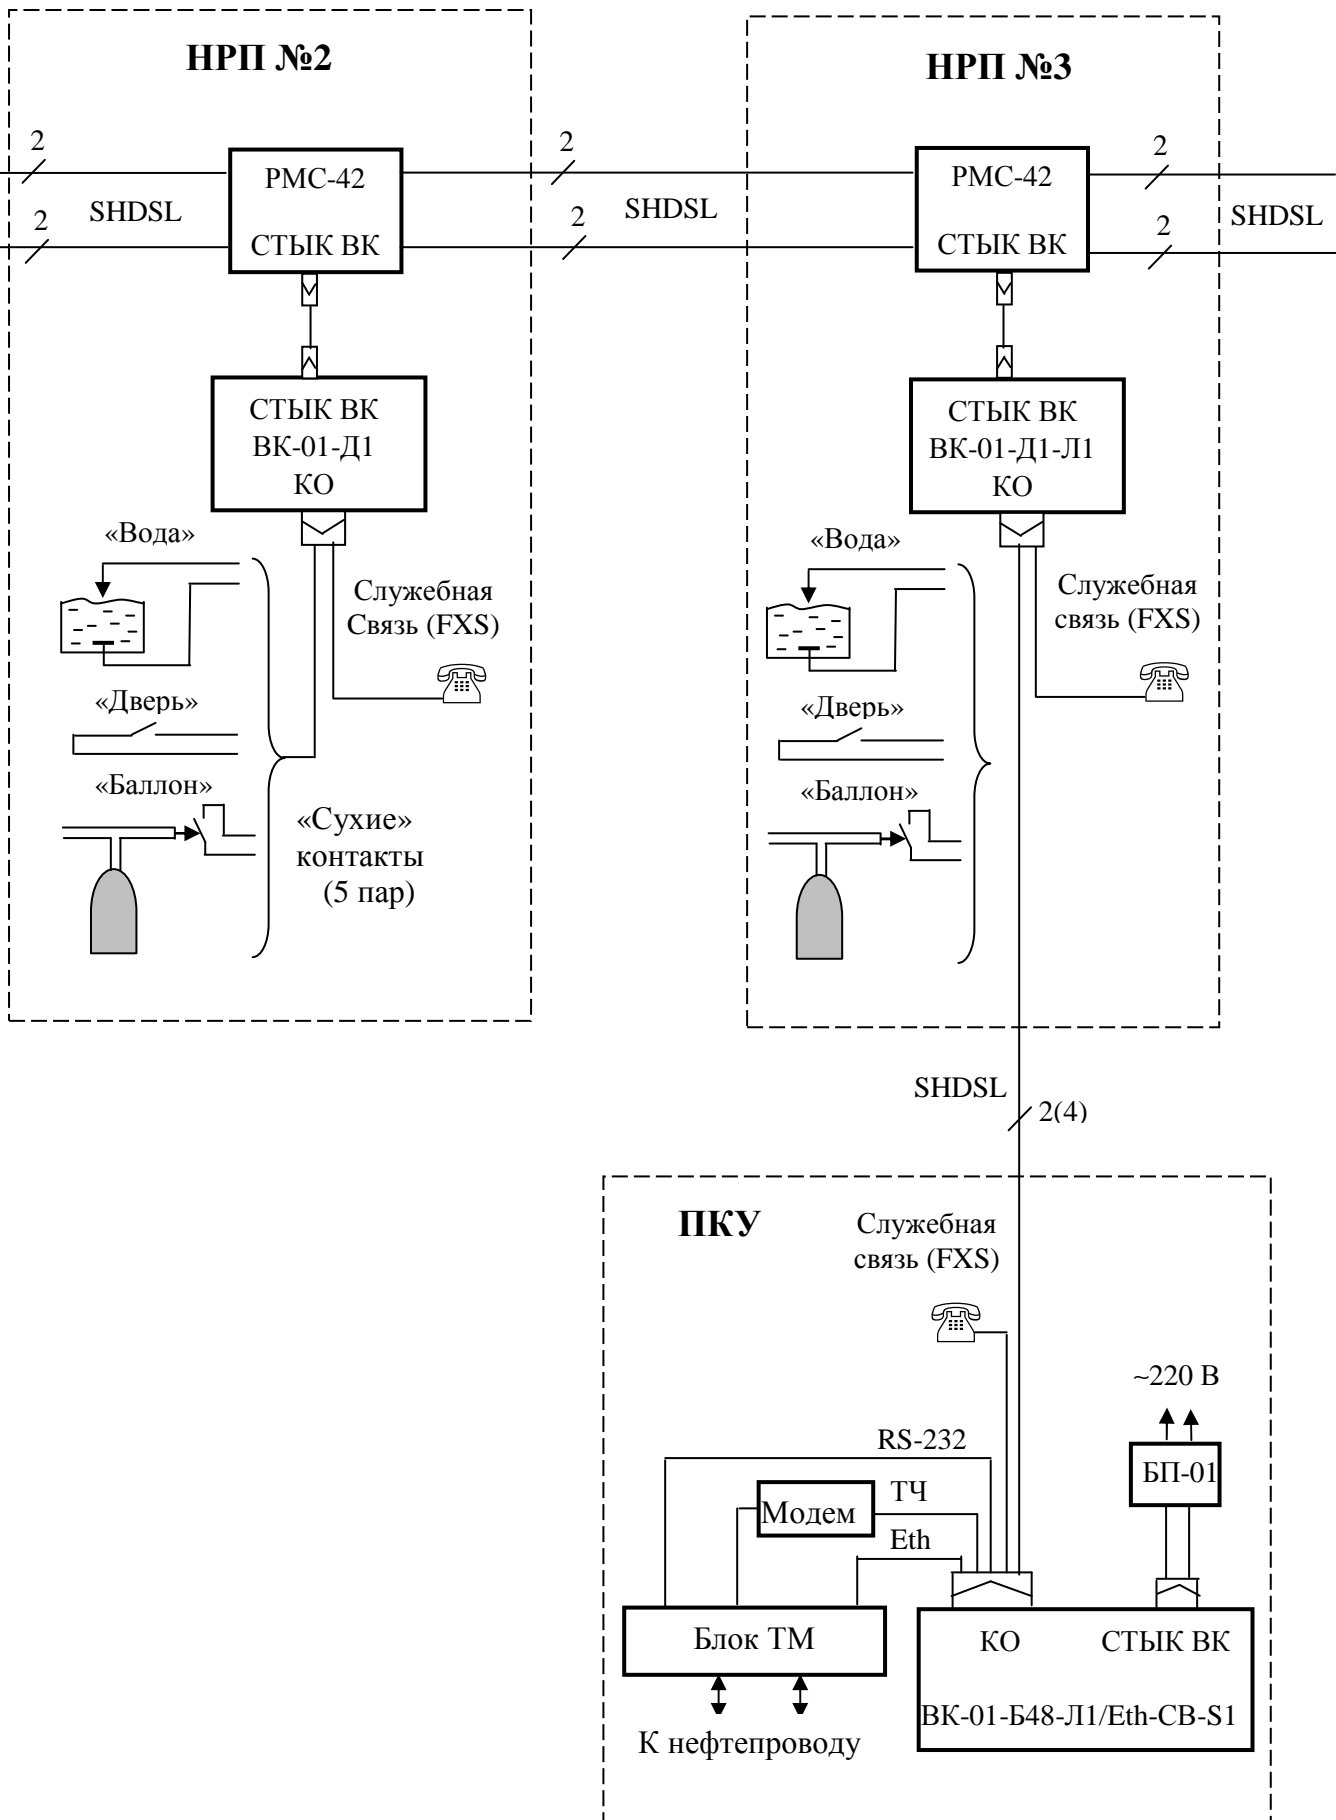 НРП №2
НРП №3
2
2
2
РМС-42
РМС-42
SHDSL
SHDSL
SHDSL
2
2
2
СТЫК ВК
СТЫК ВК
СТЫК ВК
ВК-01-Д1
КО
СТЫК ВК
ВК-01-Д1-Л1
КО
«Вода»
Служебная
Связь (FXS)
«Дверь»
«Баллон»
«Сухие»
контакты
(5 пар)
«Вода»
Служебная
связь (FXS)
«Дверь»
«Баллон»
SHDSL
2(4)
ПКУ
Служебная
связь (FXS)
~220 В
RS-232
БП-01
ТЧ
Модем
Eth
Блок ТМ
КО
СТЫК ВК
ВК-01-Б48-Л1/Eth-СВ-S1
К нефтепроводу